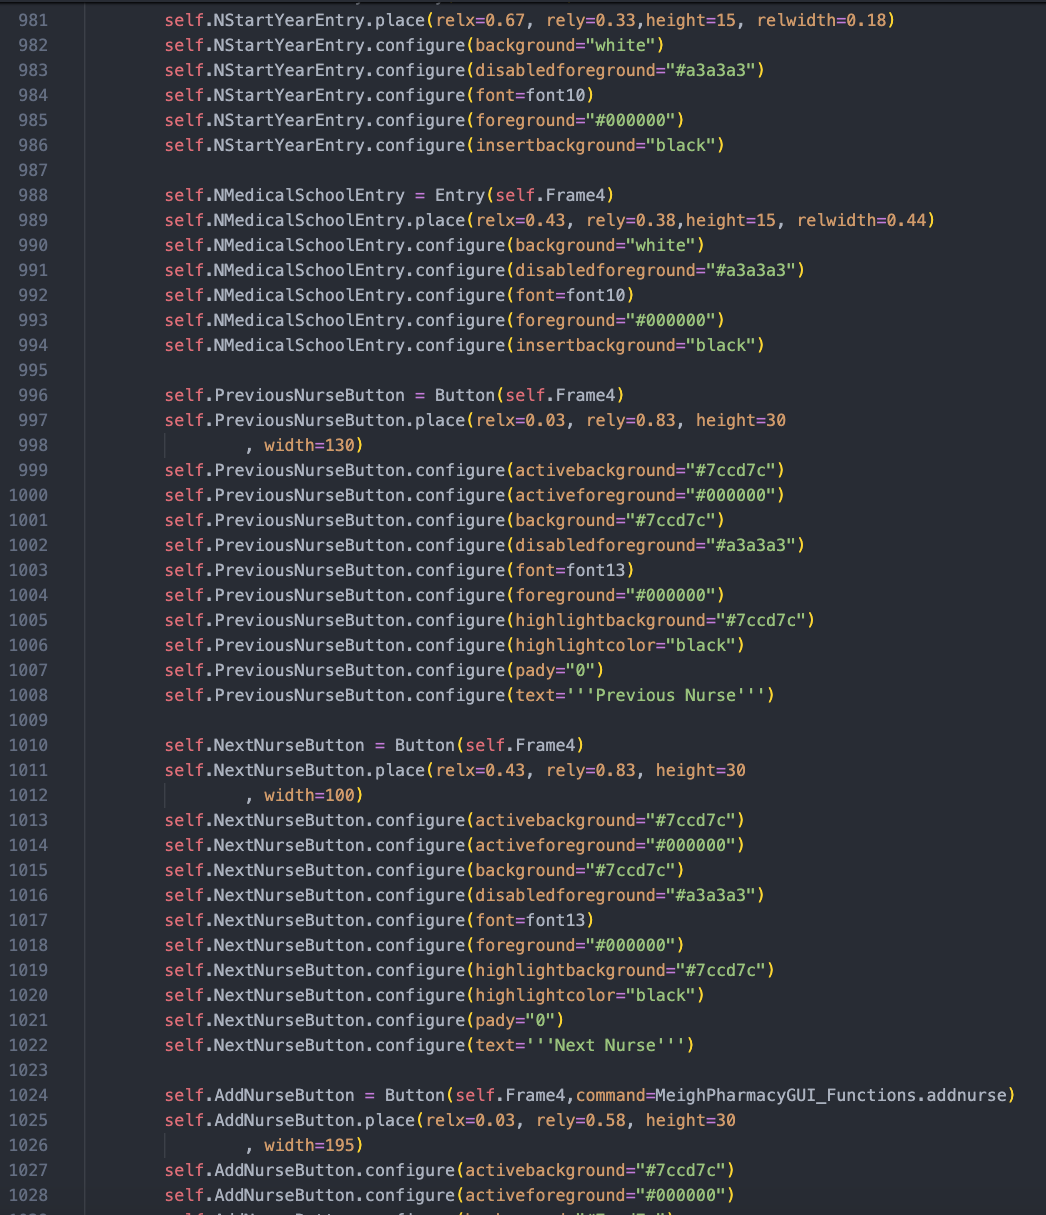 981 self.NStartYearEntry.place(relx=0.67, rely=0.33,height=15, relwidth=0.18)
982 self.NStartYearEntry.configure(background="white")
983 self.NStartYearEntry.configure(disabledforeground="#a3a3a3")
984 self.NStartYearEntry.configure(font=font10)
985 self.NStartYearEntry.configure(foreground="#000000")
986 self.NStartYearEntry.configure(insertbackground="black")
987
988 self.NMedicalSchoolEntry = Entry(self.Frame4)
989 self.NMedicalSchoolEntry.place(relx=0.43, rely=0.38,height=15, relwidth=0.44)
990 self.NMedicalSchoolEntry.configure(background="white")
991 self.NMedicalSchoolEntry.configure(disabledforeground="#a3a3a3")
992 self.NMedicalSchoolEntry.configure(font=font10)
993 self.NMedicalSchoolEntry.configure(foreground="#000000")
994 self.NMedicalSchoolEntry.configure(insertbackground="black")
995
996 self.PreviousNurseButton = Button(self.Frame4)
997 self.PreviousNurseButton.place(relx=0.03, rely=0.83, height=30
998 , width=130)
999 self.PreviousNurseButton.configure(activebackground="#7ccd7c")
1000 self.PreviousNurseButton.configure(activeforeground="#000000")
1001 self.PreviousNurseButton.configure(background="#7ccd7c")
1002 self.PreviousNurseButton.configure(disabledforeground="#a3a3a3")
1003 self.PreviousNurseButton.configure(font=font13)
1004 self.PreviousNurseButton.configure(foreground="#000000")
1005 self.PreviousNurseButton.configure(highlightbackground="#7ccd7c")
1006 self.PreviousNurseButton.configure(highlightcolor="black")
1007 self.PreviousNurseButton.configure(pady="0")
1008 self.PreviousNurseButton.configure(text='''Previous Nurse''')
1009
1010 self.NextNurseButton = Button(self.Frame4)
1011 self.NextNurseButton.place(relx=0.43, rely=0.83, height=30
1012 , width=100)
1013 self.NextNurseButton.configure(activebackground="#7ccd7c")
1014 self.NextNurseButton.configure(activeforeground="#000000")
1015 self.NextNurseButton.configure(background="#7ccd7c")
1016 self.NextNurseButton.configure(disabledforeground="#a3a3a3")
1017 self.NextNurseButton.configure(font=font13)
1018 self.NextNurseButton.configure(foreground="#000000")
1019 self.NextNurseButton.configure(highlightbackground="#7ccd7c")
1020 self.NextNurseButton.configure(highlightcolor="black")
1021 self.NextNurseButton.configure(pady="0")
1022 self.NextNurseButton.configure(text='''Next Nurse''')
1023
1024 self.AddNurseButton = Button(self.Frame4,command=MeighPharmacyGUI_Functions.addnurse)
1025 self.AddNurseButton.place(relx=0.03, rely=0.58, height=30
1026 , width=195)
1027 self.AddNurseButton.configure(activebackground="#7ccd7c")
1028 self.AddNurseButton.configure(activeforeground="#000000")